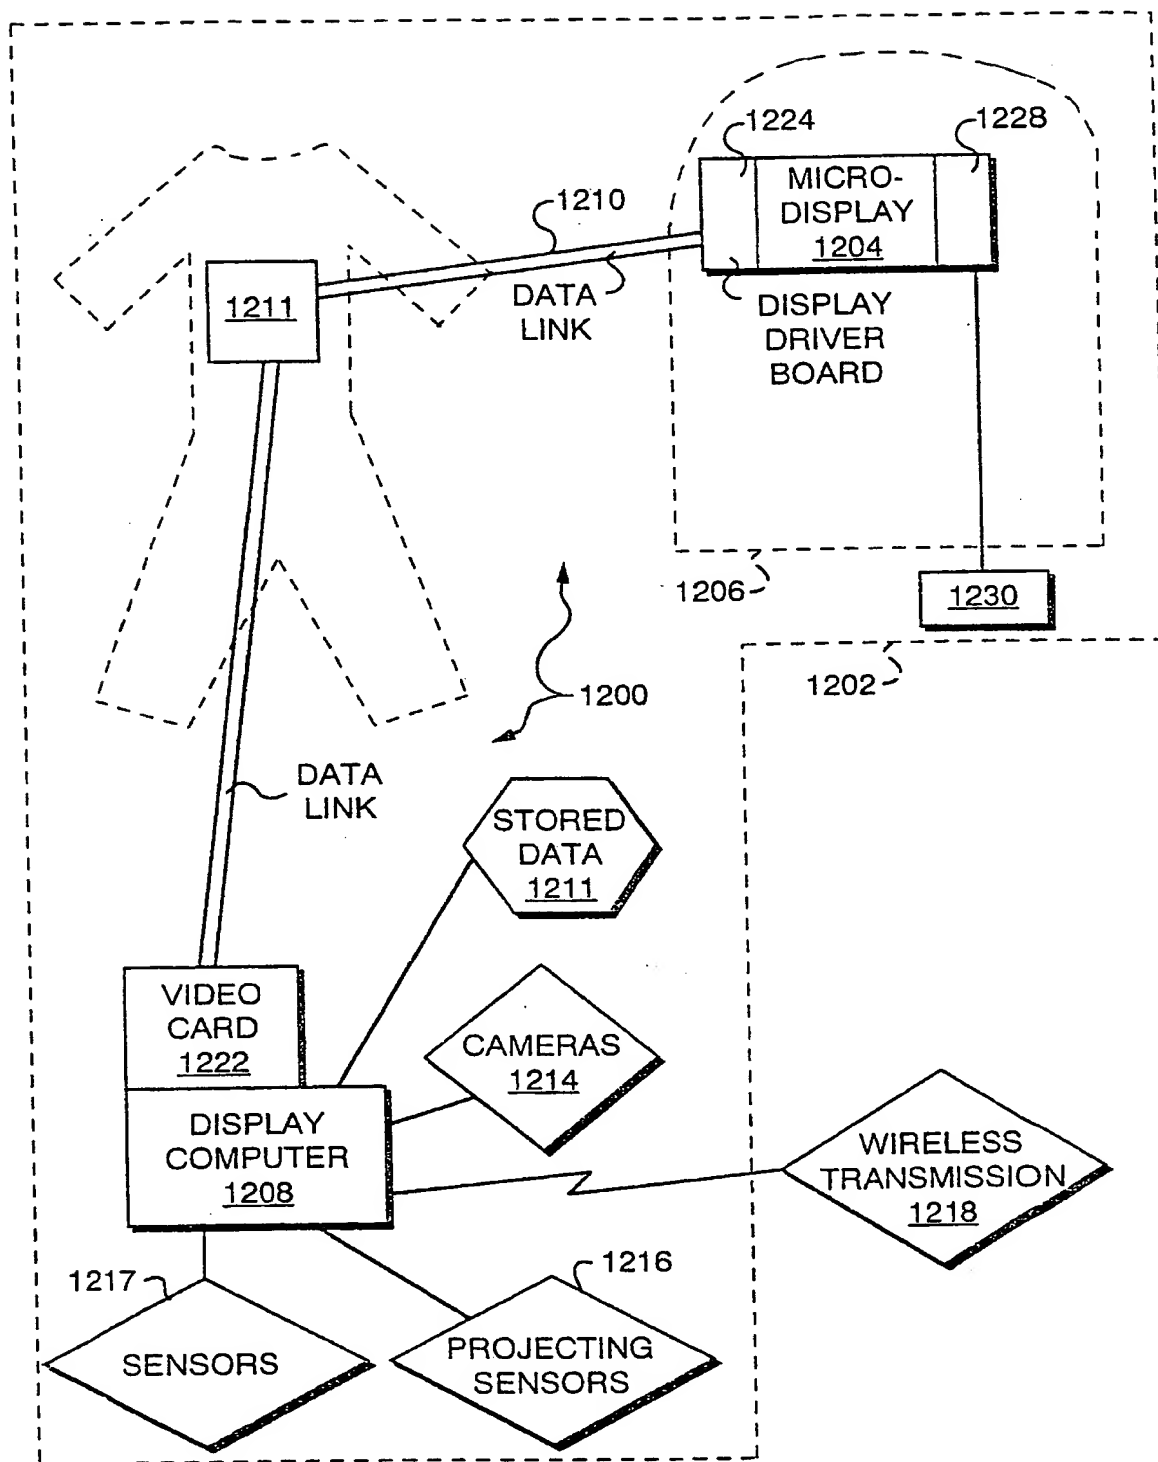 1224
1228
MICRO-
DISPLAY
1204
1210
DATA
LINK
DISPLAY
DRIVER
BOARD
1211
1206
1230
1202
1200
DATA
LINK
STORED
DATA
1211
VIDEO
CARD
1222
CAMERAS
1214
DISPLAY
COMPUTER
1208
WIRELESS
TRANSMISSION
1218
1217
1216
SENSORS
PROJECTING
SENSORS